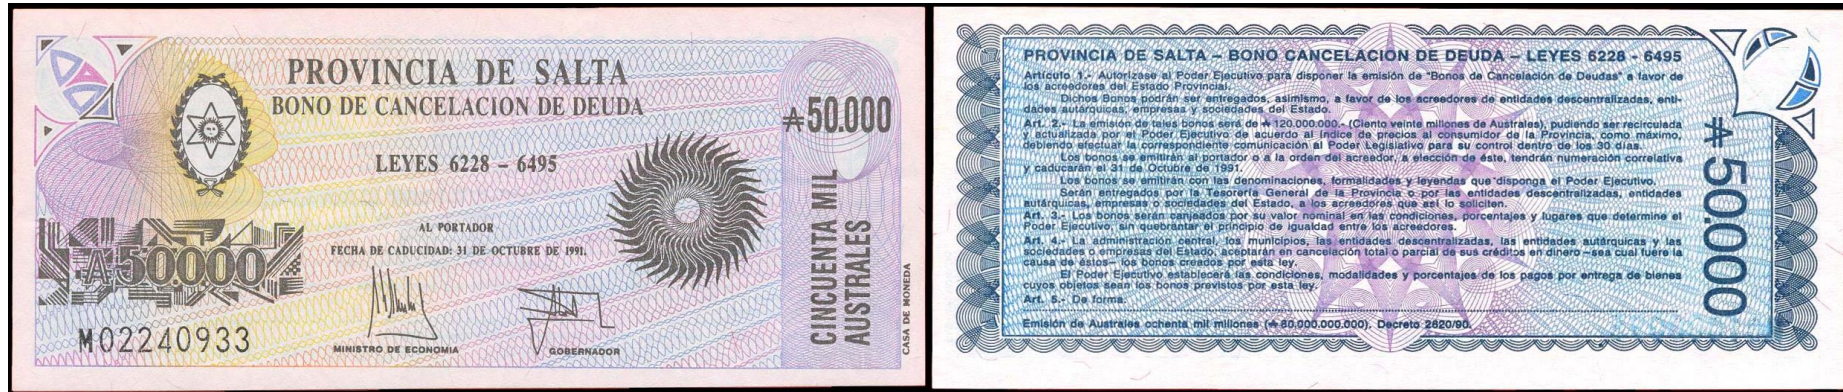 PROVINCIA DE SALTA
BONO DE CANCELACION DE DEUDA
₳50.000
LEYES 6228 - 6495
AL PORTADOR
FECHA DE CADUCIDAD: 31 DE OCTUBRE DE 1991.
₳50.000
M02240933
MINISTRO DE ECONOMIA
GOBERNADOR
CINCUENTA MIL
AUSTRALES
CASA DE MONEDA
PROVINCIA DE SALTA – BONO CANCELACION DE DEUDA – LEYES 6228 - 6495
Artículo 1.- Autorízase al Poder Ejecutivo para disponer la emisión de "Bonos de Cancelación de Deudas" a favor de
los acreedores del Estado Provincial.
Dichos Bonos podrán ser entregados, asimismo, a favor de los acreedores de entidades descentralizadas, enti-
dades autárquicas, empresas y sociedades del Estado.
Art. 2.- La emisión de tales bonos será de ₳ 120.000.000.- (Ciento veinte millones de Australes), pudiendo ser recirculada
y actualizada por el Poder Ejecutivo de acuerdo al índice de precios al consumidor de la Provincia, como máximo,
debiendo efectuar la correspondiente comunicación al Poder Legislativo para su control dentro de los 30 días.
Los bonos se emitirán al portador o a la orden del acreedor, a elección de éste, tendrán numeración correlativa
y caducarán el 31 de Octubre de 1991.
Los bonos se emitirán con las denominaciones, formalidades y leyendas que disponga el Poder Ejecutivo.
Serán entregados por la Tesorería General de la Provincia o por las entidades descentralizadas, entidades
autárquicas, empresas o sociedades del Estado, a los acreedores que así lo soliciten.
Art. 3.- Los bonos serán canjeados por su valor nominal en las condiciones, porcentajes y lugares que determine el
Poder Ejecutivo, sin quebrantar el principio de igualdad entre los acreedores.
Art. 4.- La administración central, los municipios, las entidades descentralizadas, las entidades autárquicas y las
sociedades o empresas del Estado, aceptarán en cancelación total o parcial de sus créditos en dinero –sea cual fuere la
causa de éstos– los bonos creados por esta ley.
El Poder Ejecutivo establecerá las condiciones, modalidades y porcentajes de los pagos por entrega de bienes
cuyos objetos sean los bonos previstos por esta ley.
Art. 5.- De forma.
Emisión de Australes ochenta mil millones (₳ 80.000.000.000). Decreto 2620/90.
₳ 50.000